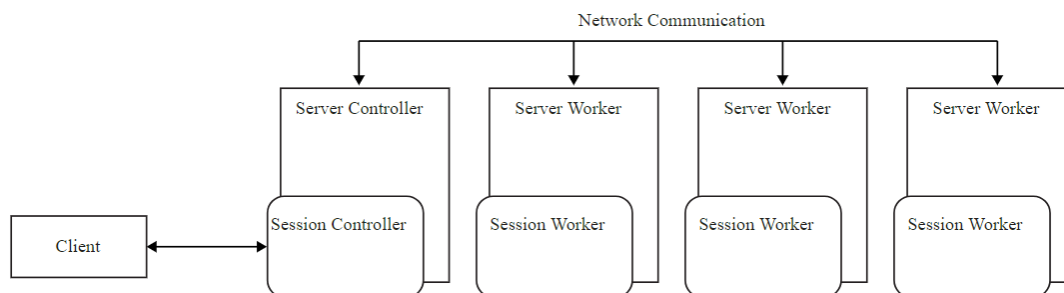 Network Communication
Server Controller
Server Worker
Server Worker
Server Worker
Session Controller
Session Worker
Session Worker
Session Worker
Client